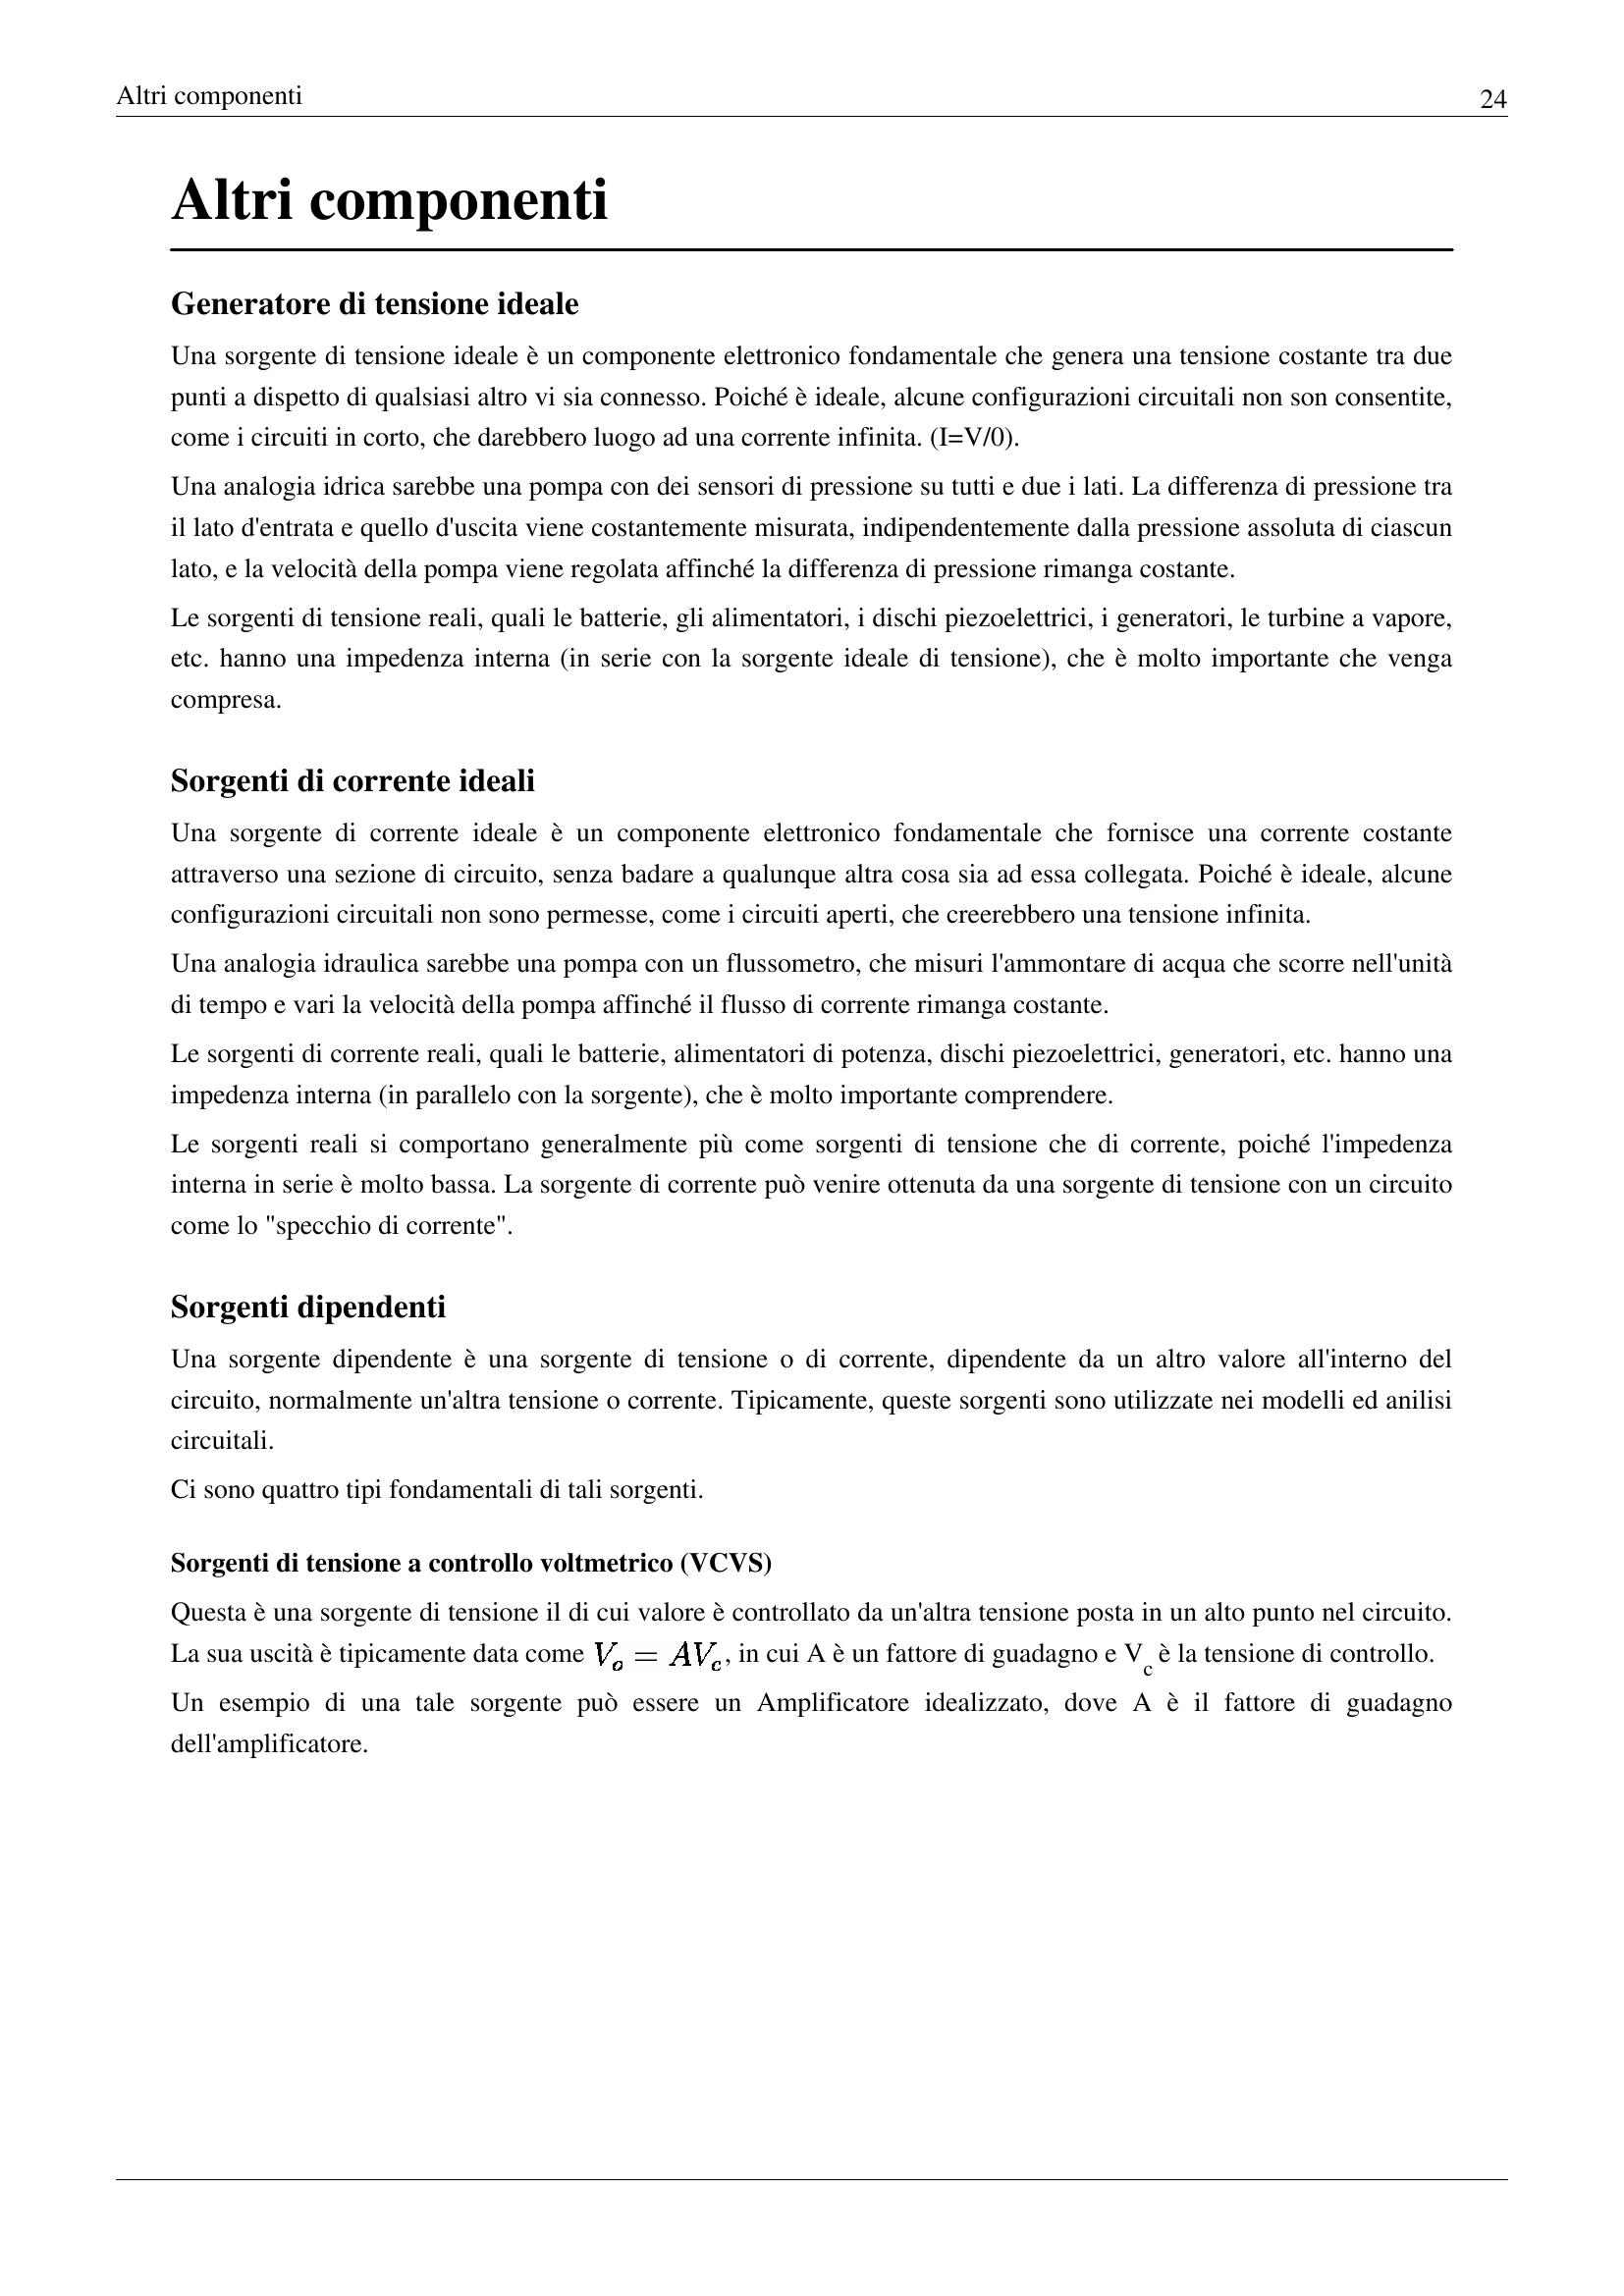 Altri componenti
24
Altri componenti
Generatore di tensione ideale
Una sorgente di tensione ideale è un componente elettronico fondamentale che genera una tensione costante tra due
punti a dispetto di qualsiasi altro vi sia connesso. Poiché è ideale, alcune configurazioni circuitali non son consentite,
come i circuiti in corto, che darebbero luogo ad una corrente infinita. (I=V/0).
Una analogia idrica sarebbe una pompa con dei sensori di pressione su tutti e due i lati. La differenza di pressione tra
il lato d'entrata e quello d'uscita viene costantemente misurata, indipendentemente dalla pressione assoluta di ciascun
lato, e la velocità della pompa viene regolata affinché la differenza di pressione rimanga costante.
Le sorgenti di tensione reali, quali le batterie, gli alimentatori, i dischi piezoelettrici, i generatori, le turbine a vapore,
etc. hanno una impedenza interna (in serie con la sorgente ideale di tensione), che è molto importante che venga
compresa.
Sorgenti di corrente ideali
Una sorgente di corrente ideale è un componente elettronico fondamentale che fornisce una corrente costante
attraverso una sezione di circuito, senza badare a qualunque altra cosa sia ad essa collegata. Poiché è ideale, alcune
configurazioni circuitali non sono permesse, come i circuiti aperti, che creerebbero una tensione infinita.
Una analogia idraulica sarebbe una pompa con un flussometro, che misuri l'ammontare di acqua che scorre nell'unità
di tempo e vari la velocità della pompa affinché il flusso di corrente rimanga costante.
Le sorgenti di corrente reali, quali le batterie, alimentatori di potenza, dischi piezoelettrici, generatori, etc. hanno una
impedenza interna (in parallelo con la sorgente), che è molto importante comprendere.
Le sorgenti reali si comportano generalmente più come sorgenti di tensione che di corrente, poiché l'impedenza
interna in serie è molto bassa. La sorgente di corrente può venire ottenuta da una sorgente di tensione con un circuito
come lo "specchio di corrente".
Sorgenti dipendenti
Una sorgente dipendente è una sorgente di tensione o di corrente, dipendente da un altro valore all'interno del
circuito, normalmente un'altra tensione o corrente. Tipicamente, queste sorgenti sono utilizzate nei modelli ed anilisi
circuitali.
Ci sono quattro tipi fondamentali di tali sorgenti.
Sorgenti di tensione a controllo voltmetrico (VCVS)
Questa è una sorgente di tensione il di cui valore è controllato da un'altra tensione posta in un alto punto nel circuito.
La sua uscità è tipicamente data come V_o = AV_c, in cui A è un fattore di guadagno e V_c è la tensione di controllo.
Un esempio di una tale sorgente può essere un Amplificatore idealizzato, dove A è il fattore di guadagno
dell'amplificatore.